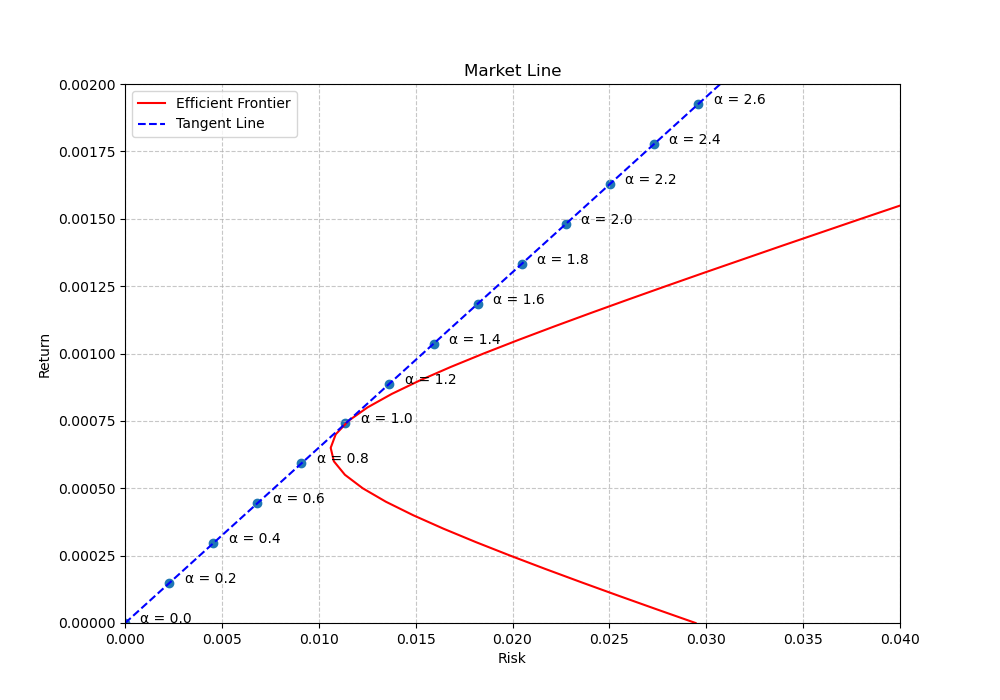 Market Line
Efficient Frontier
Tangent Line
Return
0.00200
0.00175
0.00150
0.00125
0.00100
0.00075
0.00050
0.00025
0.00000
α = 2.6
α = 2.4
α = 2.2
α = 2.0
α = 1.8
α = 1.6
α = 1.4
α = 1.2
α = 1.0
α = 0.8
α = 0.6
α = 0.4
α = 0.2
α = 0.0
0.000 0.005 0.010 0.015 0.020 0.025 0.030 0.035 0.040
Risk